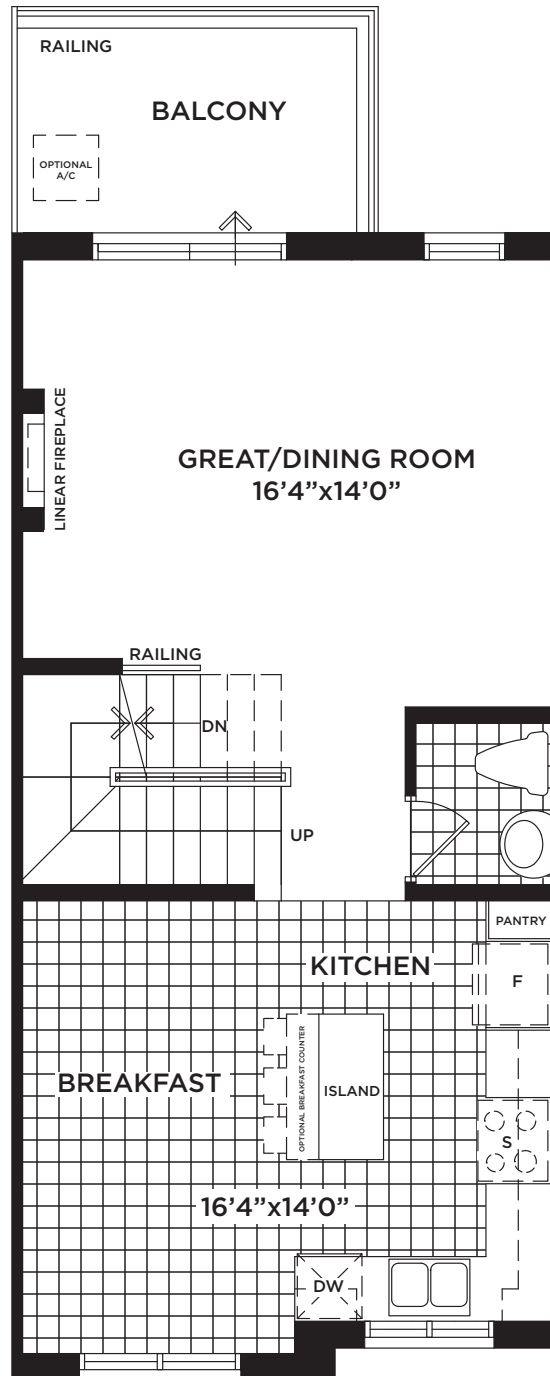 RAILING
BALCONY
OPTIONAL
A/C
LINEAR FIREPLACE
GREAT/DINING ROOM
16’4”x14’0”
RAILING
DN
UP
PANTRY
KITCHEN
F
OPTIONAL BREAKFAST COUNTER
ISLAND
BREAKFAST
S
16’4”x14’0”
DW